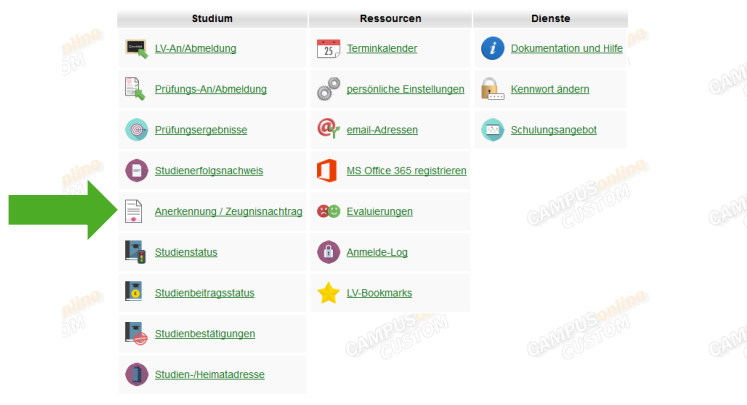 Studium
Ressourcen
Dienste
LV-An/Abmeldung
Terminkalender
Dokumentation und Hilfe
Prüfungs-An/Abmeldung
persönliche Einstellungen
Kennwort ändern
Prüfungsergebnisse
email-Adressen
Schulungsangebot
Studienerfolgsnachweis
MS Office 365 registrieren
Anerkennung / Zeugnisnachtrag
Evaluierungen
Studienstatus
Anmelde-Log
Studienbeitragsstatus
LV-Bookmarks
Studienbestätigungen
Studien-/Heimatadresse
25
CAMPUSonline
CUSTOM